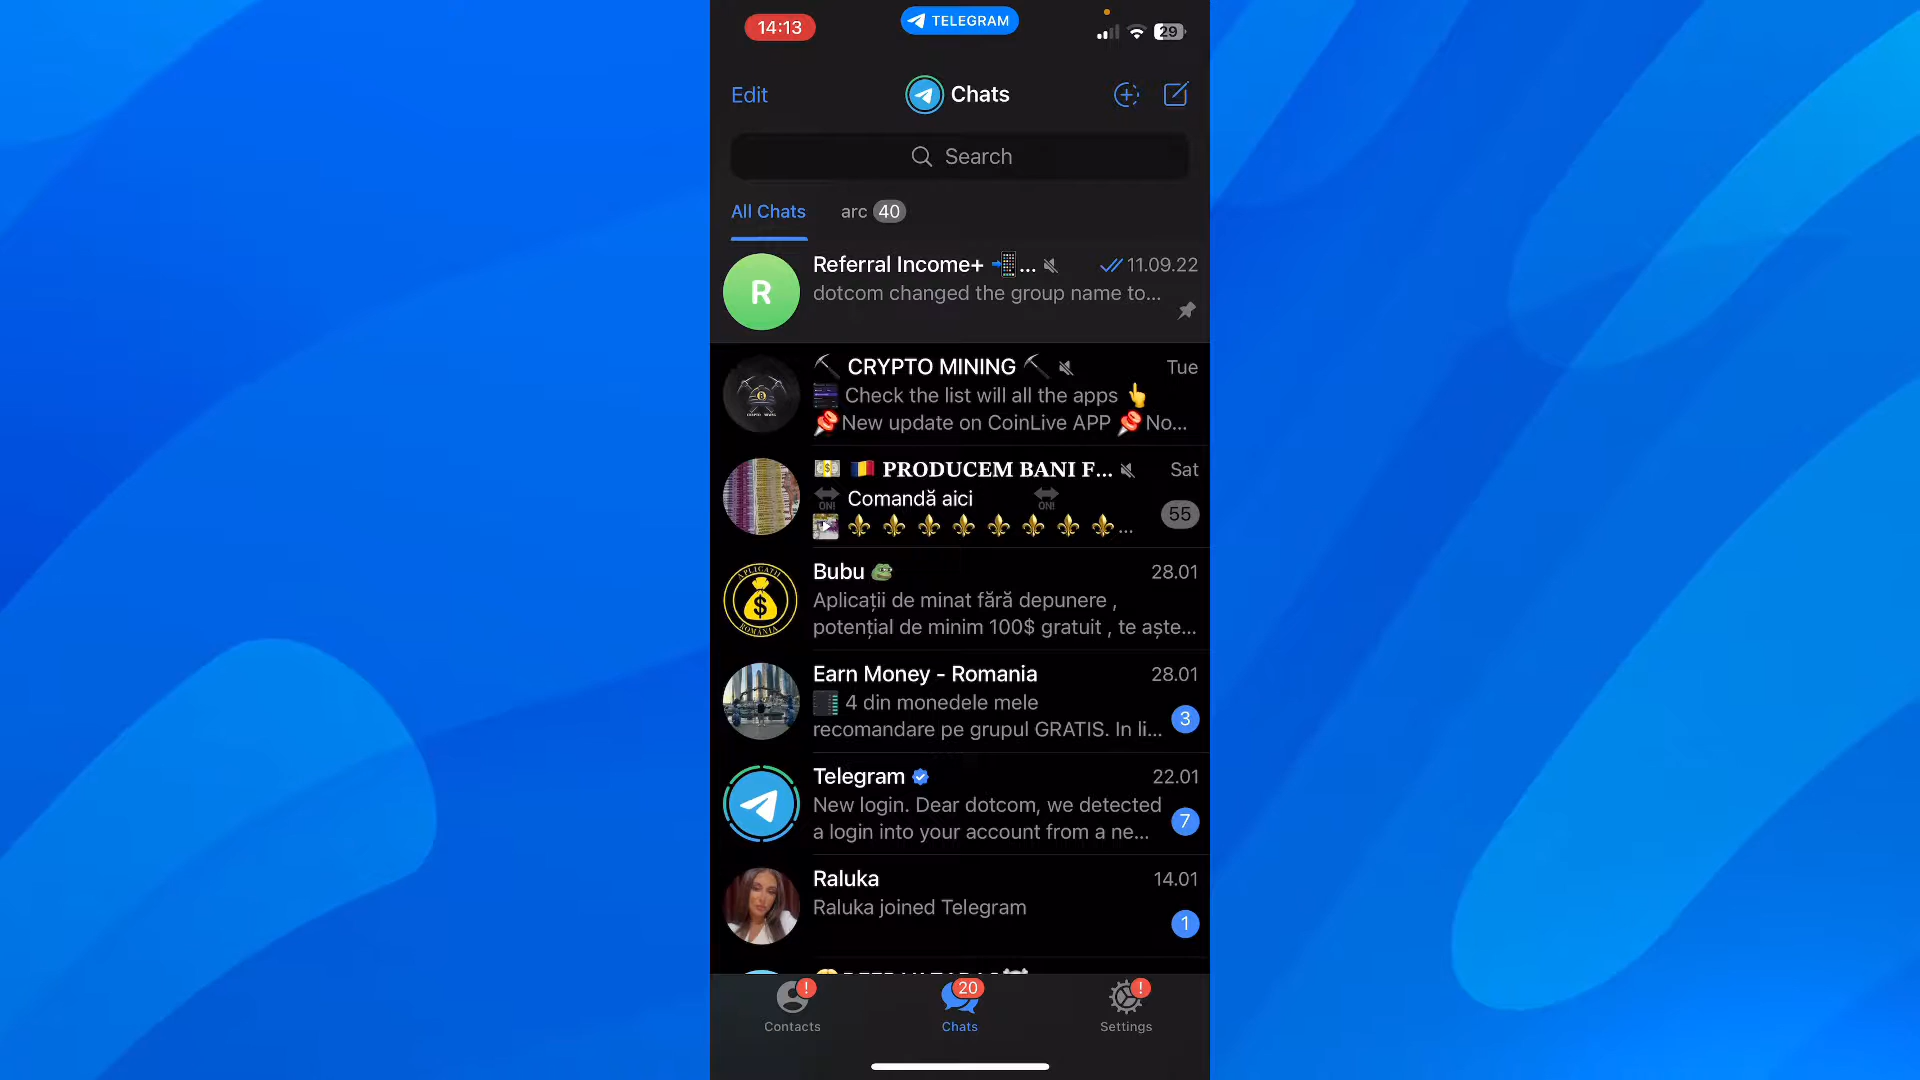 14:13
TELEGRAM
29
Edit
Chats
Search
All Chats
arc 40
Referral Income+ 📲... 11.09.22
dotcom changed the group name to...
⛏ CRYPTO MINING ⛏ Tue
Check the list will all the apps 👆
📌New update on CoinLive APP 📌No...
💵 🇷🇴 PRODUCEM BANI F... Sat
🔛 Comandă aici 🔛
⚜ ⚜ ⚜ ⚜ ⚜ ⚜ ⚜ ⚜...
55
Bubu 🐸 28.01
Aplicații de minat fără depunere ,
potențial de minim 100$ gratuit , te aște...
APLICATII
ROMANIA
Earn Money - Romania 28.01
4 din monedele mele
recomandare pe grupul GRATIS. In li...
3
Telegram 22.01
New login. Dear dotcom, we detected
a login into your account from a ne...
7
Raluka 14.01
Raluka joined Telegram
1
R
! 20 !
Contacts Chats Settings